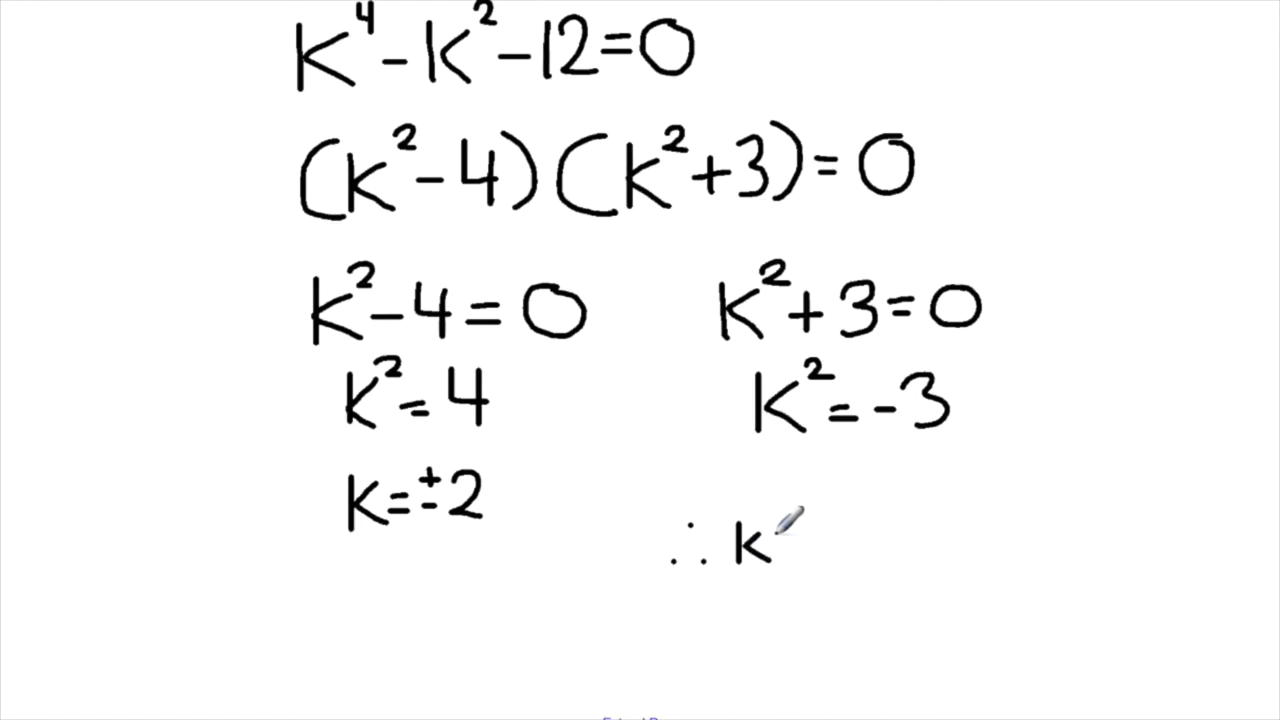 K⁴-K²-12=0
(K²-4)(K²+3)=0
K²-4=0 K²+3=0
K²=4 K²=-3
K=±2
∴ K